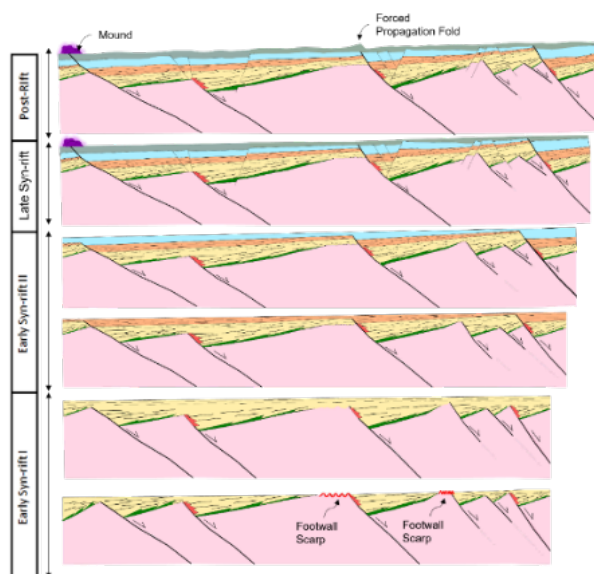 Mound
Forced
Propagation Fold
Post-Rift
Late Syn-rift
Early Syn-rift II
Early Syn-rift I
Footwall
Scarp
Footwall
Scarp